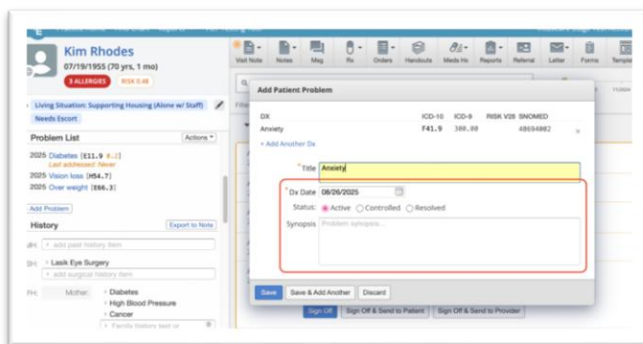 Kim Rhodes
07/19/1955 (70 yrs, 1 mo)
3 ALLERGIES RISK 0.48
Living Situation: Supporting Housing (Alone w/ Staff)
Needs Escort
Problem List Actions
2025 Diabetes [E11.9
Last addressed: Never
2025 Vision loss [H54.7]
2025 Over weight [E66.3]
Add Problem
History Export to Note
+ add past history item
SH: Lasik Eye Surgery
+ add surgical history item
FH: Mother: Diabetes
High Blood Pressure
Cancer
+ Family history text or
Visit Note Notes Msg Rx Orders Handouts Meds Hx Reports Referral Letter Forms
Add Patient Problem
DX ICD-10 ICD-9 RISK V28 SNOMED
Anxiety F41.9 300.00 48694002
+ Add Another Dx
*Title Anxiety
*Dx Date 08/26/2025
Status: Active Controlled Resolved
Synopsis Problem synopsis...
Save Save & Add Another Discard
Sign Off Sign Off & Send to Patient Sign Off & Send to Provider